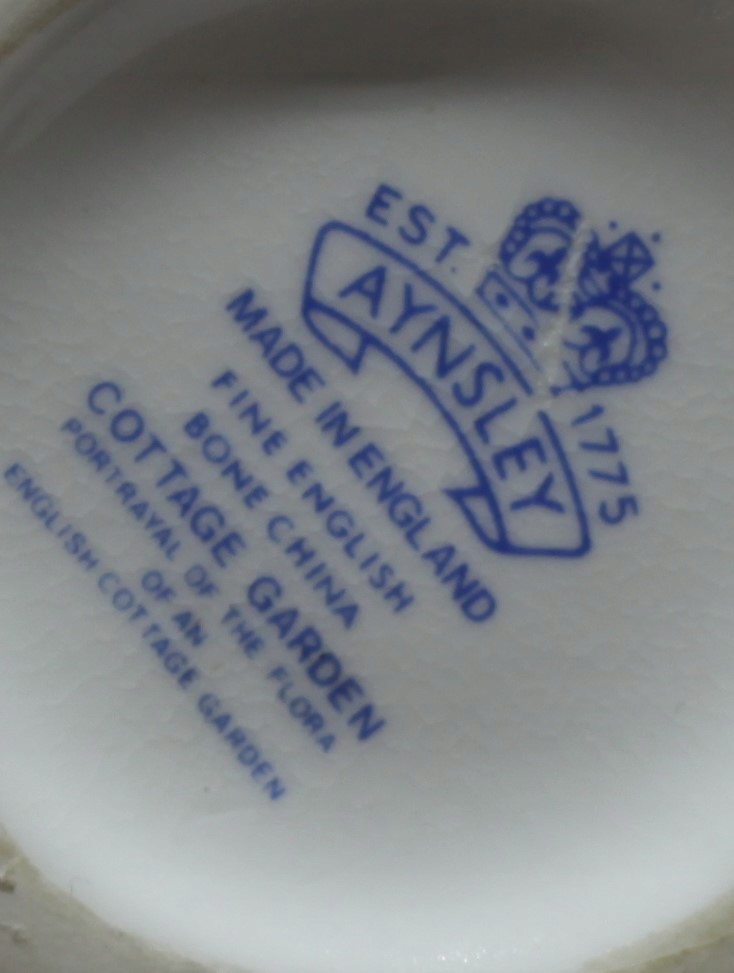 EST. 1775
AYNSLEY
MADE IN ENGLAND
FINE ENGLISH
BONE CHINA
COTTAGE GARDEN
PORTRAYAL OF THE FLORA
OF AN
ENGLISH COTTAGE GARDEN